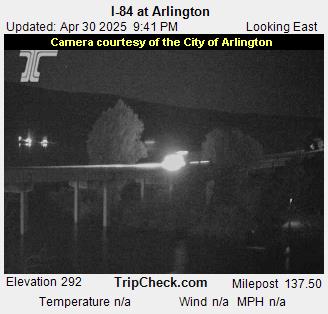 I-84 at Arlington
Updated: Apr 30 2025 9:41 PM Looking East
Camera courtesy of the City of Arlington
Elevation 292 TripCheck.com Milepost 137.50
Temperature n/a Wind n/a MPH n/a